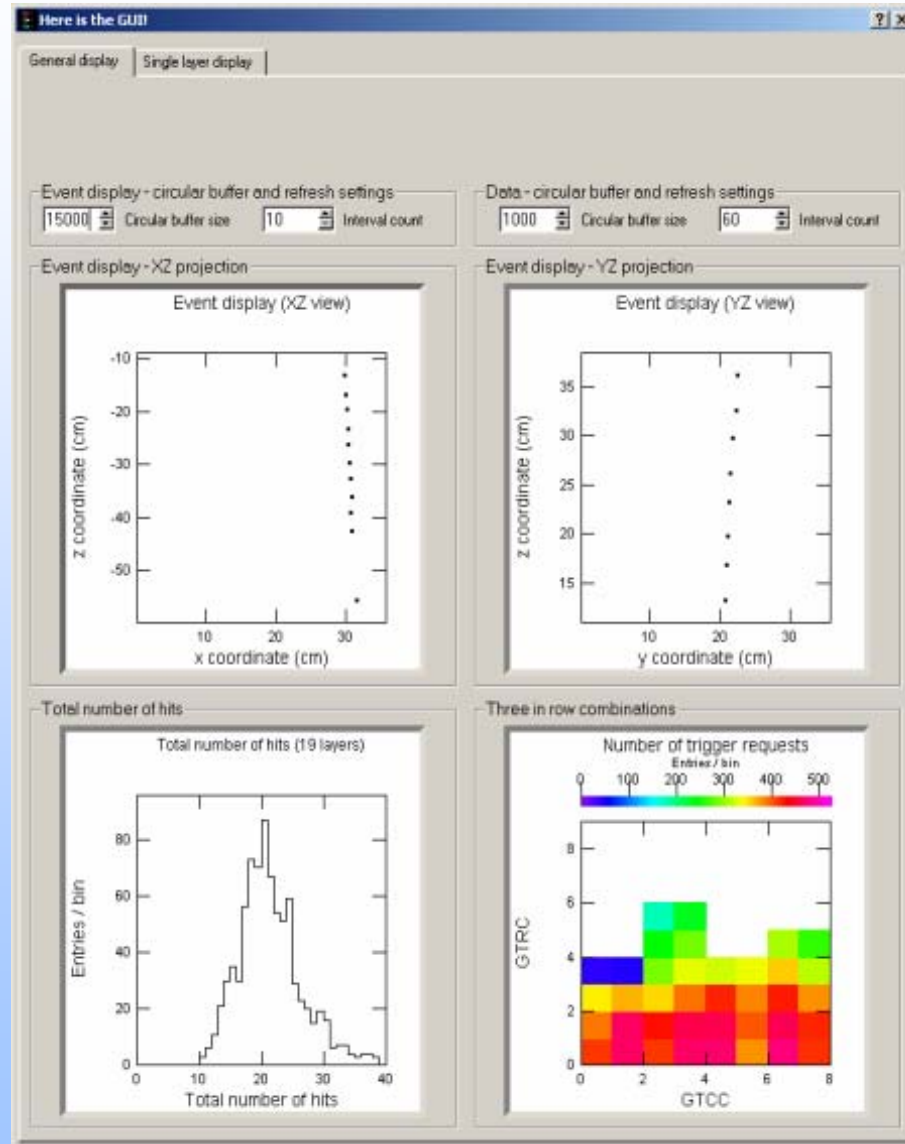 Here is the GUI!
General display
Single layer display
Event display - circular buffer and refresh settings
15000 Circular buffer size 10 Interval count
Data - circular buffer and refresh settings
1000 Circular buffer size 60 Interval count
Event display - XZ projection
Event display (XZ view)
-10
-20
-30
-40
-50
z coordinate (cm)
10 20 30
x coordinate (cm)
Event display - YZ projection
Event display (YZ view)
35
30
25
20
15
z coordinate (cm)
10 20 30
y coordinate (cm)
Total number of hits
Total number of hits (19 layers)
80
60
40
20
0
Entries / bin
0 10 20 30 40
Total number of hits
Three in row combinations
Number of trigger requests
Entries / bin
0 100 200 300 400 500
8
6
4
2
0
GTRC
0 2 4 6 8
GTCC